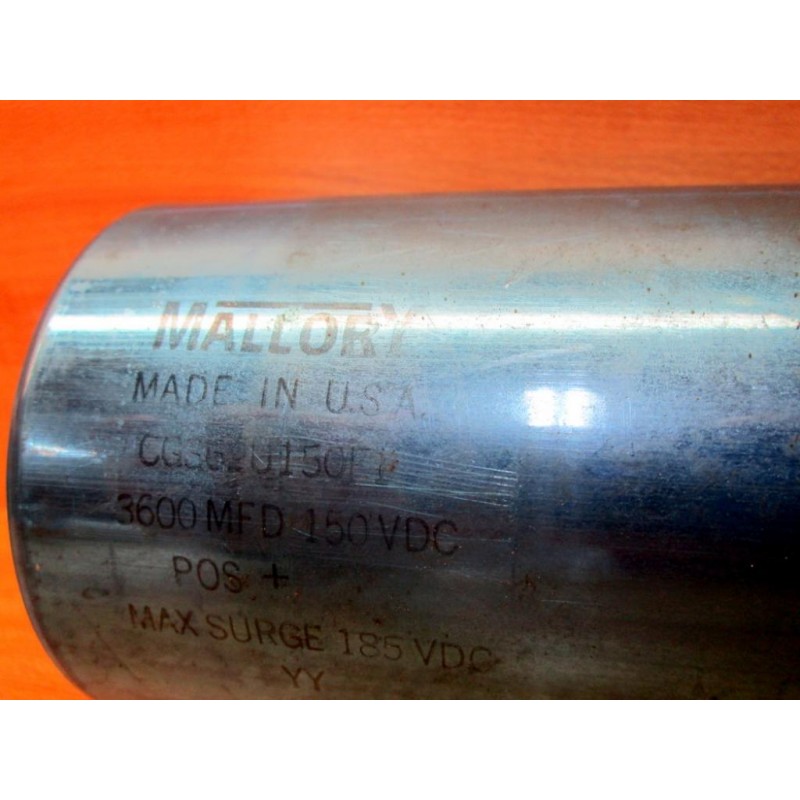 MALLORY
MADE IN U.S.A.
3600 MFD 150 VDC
POS +
MAX SURGE 185 VDC
YY